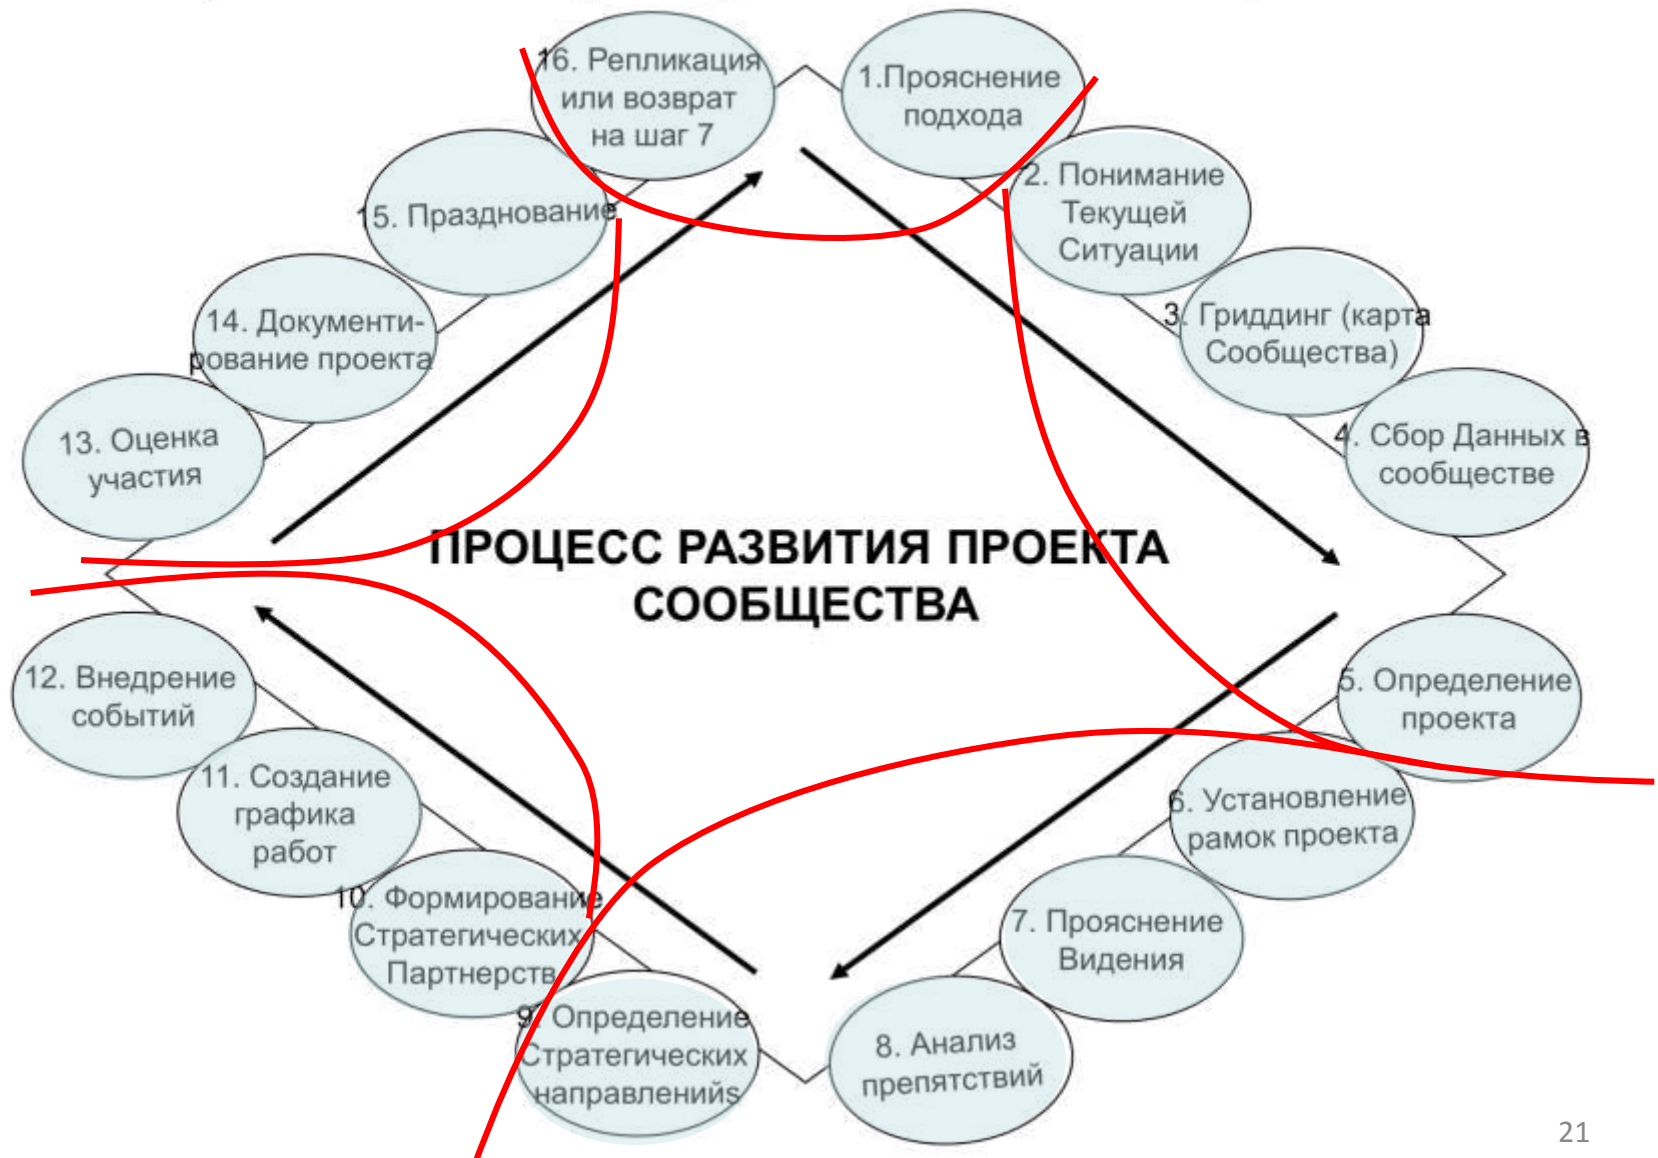 16. Репликация
или возврат
на шаг 7
1.Прояснение
подхода
2. Понимание
Текущей
Ситуации
3. Гриддинг (карта
Сообщества)
4. Сбор Данных в
сообществе
5. Определение
проекта
6. Установление
рамок проекта
7. Прояснение
Видения
8. Анализ
препятствий
9. Определение
Стратегических
направленийs
10. Формирование
Стратегических
Партнерств
11. Создание
графика
работ
12. Внедрение
событий
13. Оценка
участия
14. Документи-
рование проекта
15. Празднование
ПРОЦЕСС РАЗВИТИЯ ПРОЕКТА
СООБЩЕСТВА
21